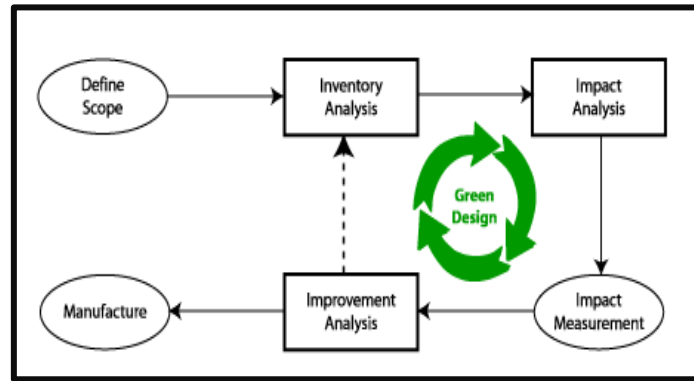 Define
Scope
Inventory
Analysis
Impact
Analysis
Green
Design
Manufacture
Improvement
Analysis
Impact
Measurement